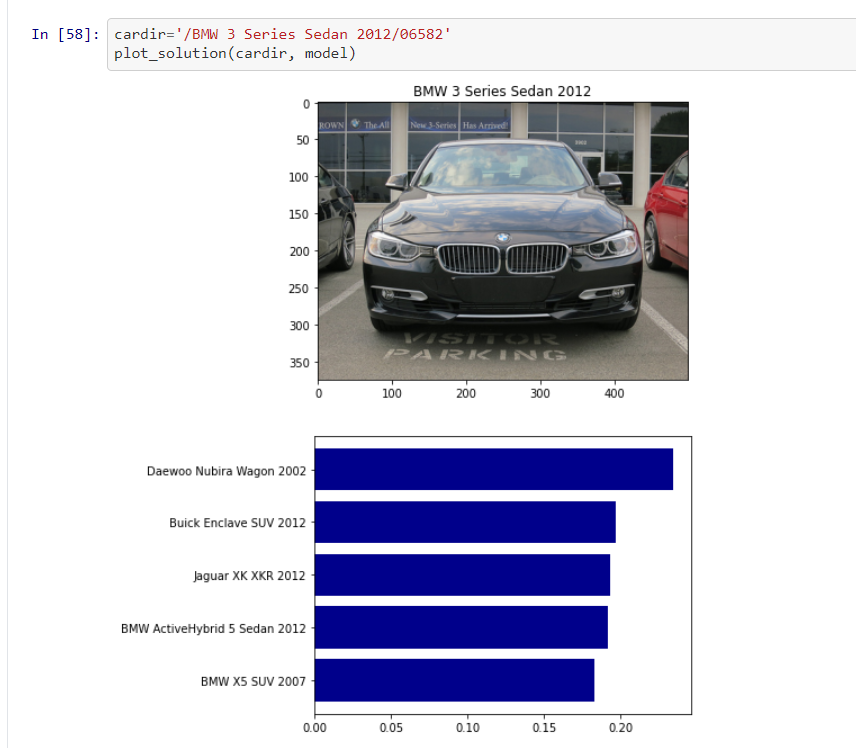 In [58]: cardir='/BMW 3 Series Sedan 2012/06582'
plot_solution(cardir, model)
BMW 3 Series Sedan 2012
0
50
100
150
200
250
300
350
ROWN The All New 3-Series Has Arrived!
VISITOR
PARKING
0 100 200 300 400
Daewoo Nubira Wagon 2002
Buick Enclave SUV 2012
Jaguar XK XKR 2012
BMW ActiveHybrid 5 Sedan 2012
BMW X5 SUV 2007
0.00 0.05 0.10 0.15 0.20